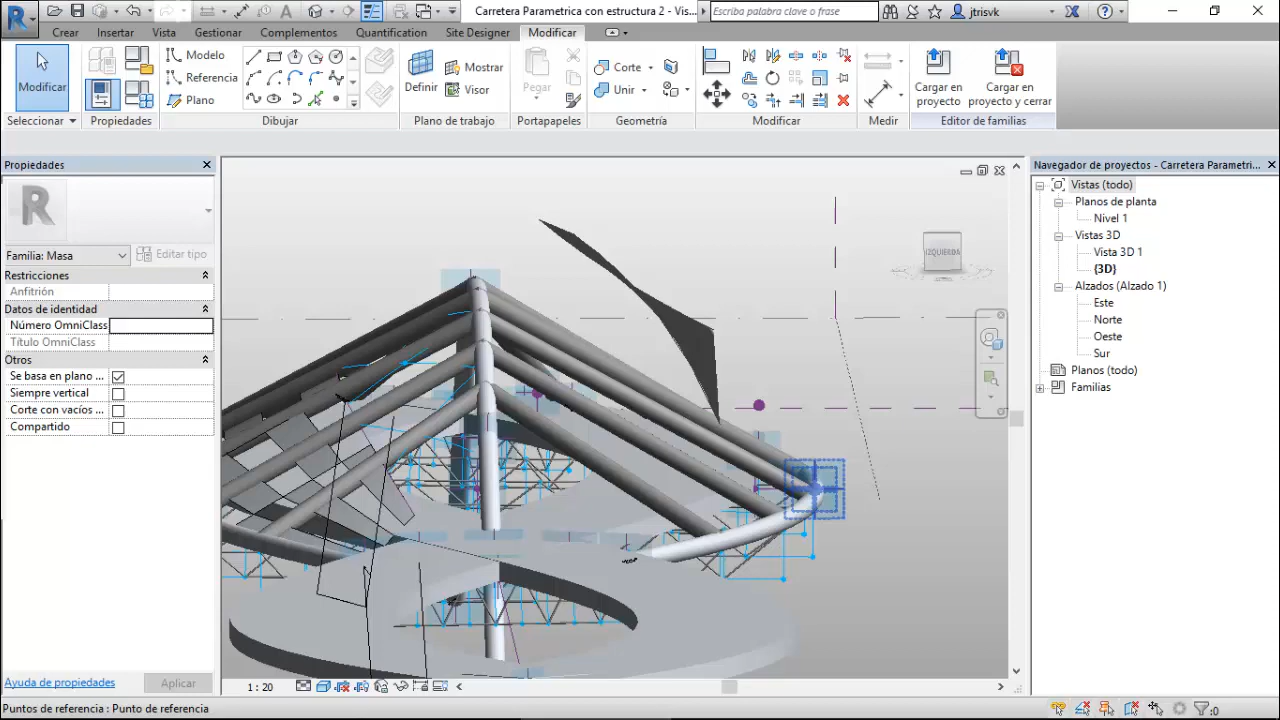 Carretera Parametrica con estructura 2 - Vis...
Escriba palabra clave o frase
jtrisvk
Crear
Insertar
Vista
Gestionar
Complementos
Quantification
Site Designer
Modificar
Modificar
Modelo
Referencia
Plano
Definir
Mostrar
Visor
Pegar
Corte
Unir
Cargar en
proyecto
Cargar en
proyecto y cerrar
Seleccionar
Propiedades
Dibujar
Plano de trabajo
Portapapeles
Geometría
Modificar
Medir
Editor de familias
Propiedades
Familia: Masa
Editar tipo
Restricciones
Anfitrión
Datos de identidad
Número OmniClass
Título OmniClass
Otros
Se basa en plano ...
Siempre vertical
Corte con vacíos ...
Compartido
Ayuda de propiedades
Aplicar
IZQUIERDA
1 : 20
Navegador de proyectos - Carretera Parametri...
Vistas (todo)
Planos de planta
Nivel 1
Vistas 3D
Vista 3D 1
{3D}
Alzados (Alzado 1)
Este
Norte
Oeste
Sur
Planos (todo)
Familias
Puntos de referencia : Punto de referencia
:0